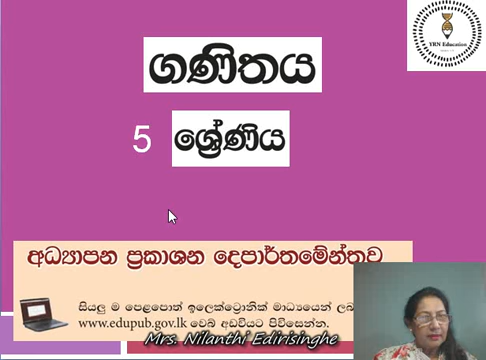 YRN Education
ගණිතය
5 ශ්‍රේණිය
අධ්‍යාපන ප්‍රකාශන දෙපාර්තමේන්තුව
සියලු ම පෙළපොත් ඉලෙක්ට්‍රොනික් මාධ්‍යයෙන් ලබ
www.edupub.gov.lk වෙබ් අඩවියට පිවිසෙන්න.
Mrs. Nilanthi Edirisinghe